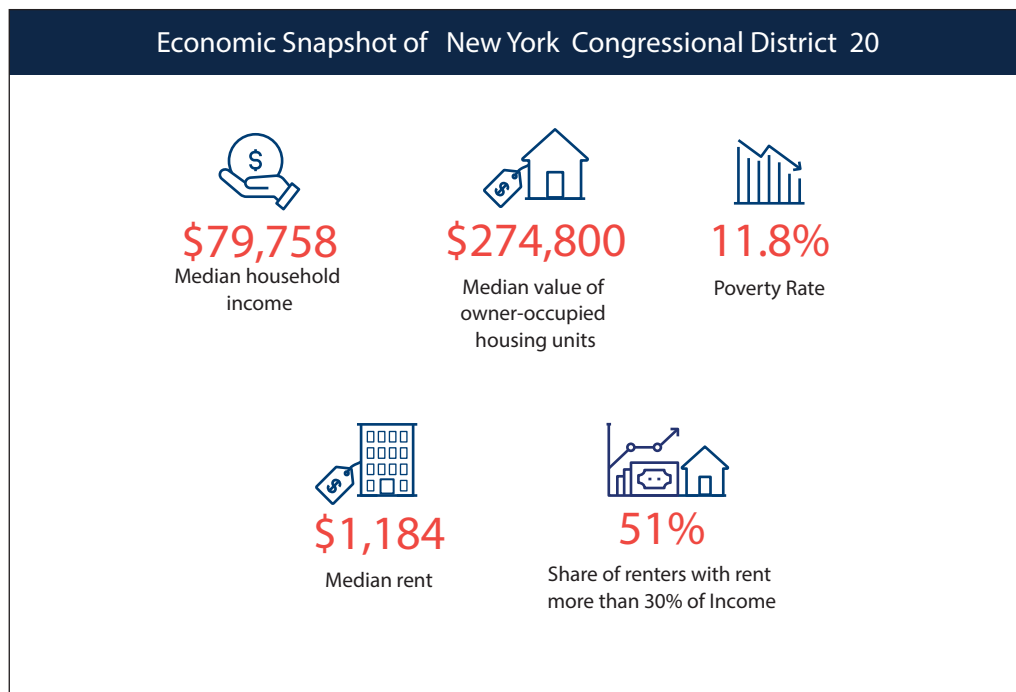 Economic Snapshot of New York Congressional District 20
$79,758
Median household
income
$274,800
Median value of
owner-occupied
housing units
11.8%
Poverty Rate
$1,184
Median rent
51%
Share of renters with rent
more than 30% of Income